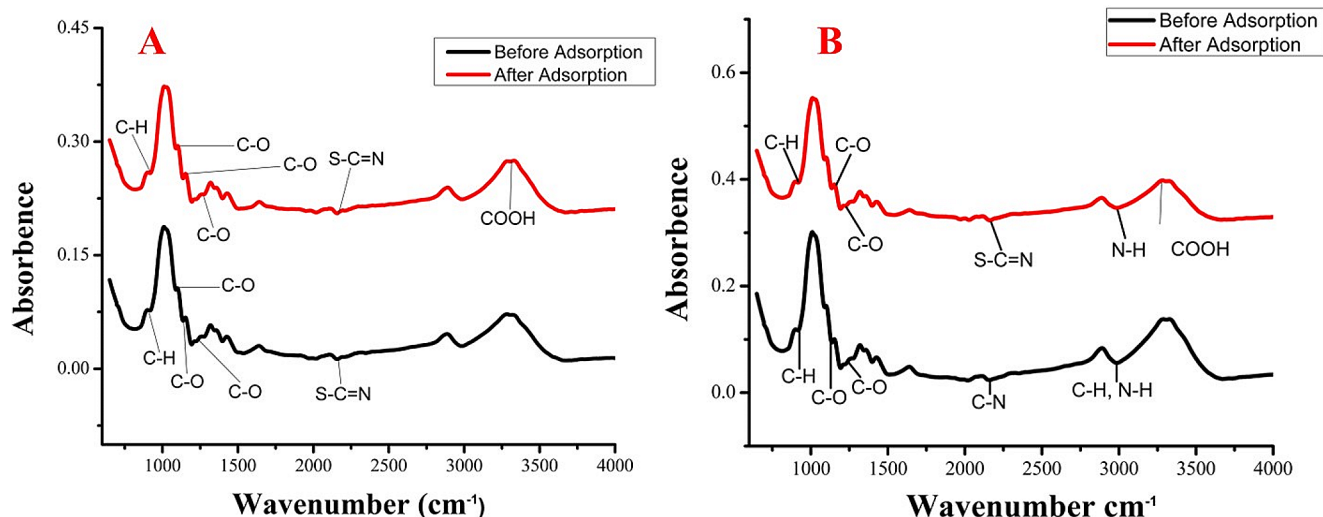 A
Before Adsorption
After Adsorption
0.45
0.30
0.15
0.00
Absorbence
C-H
C-O
C-O
S-C=N
C-O
COOH
C-O
C-H
C-O
C-O
S-C=N
1000
1500
2000
2500
3000
3500
4000
Wavenumber (cm-1)
B
Before Adsorption
After Adsorption
0.6
0.4
0.2
0.0
Absorbence
C-H
C-O
C-O
S-C=N
N-H
COOH
C-H
C-O
C-O
C-N
C-H, N-H
1000
1500
2000
2500
3000
3500
4000
Wavenumber cm-1